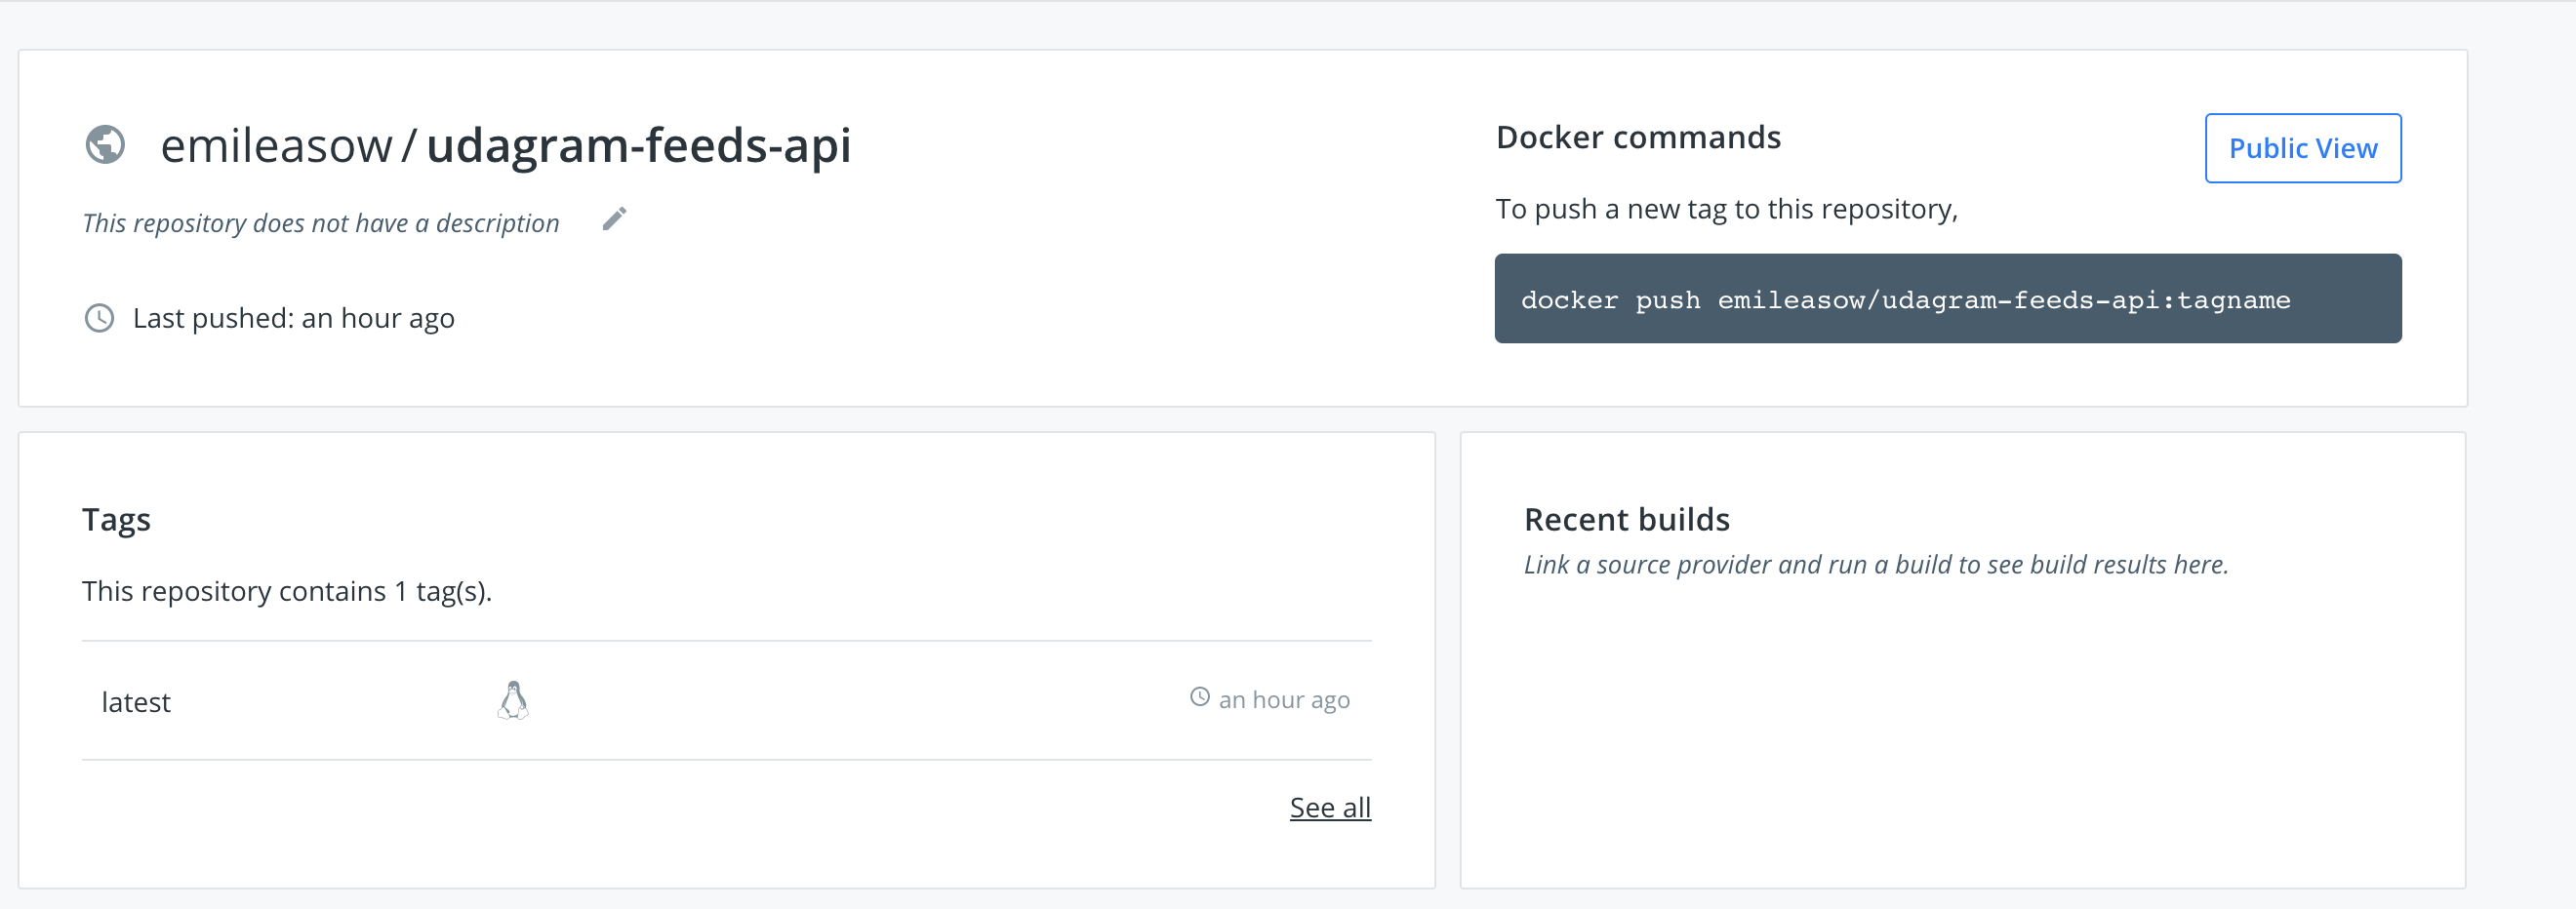 emileasow / udagram-feeds-api
This repository does not have a description
Last pushed: an hour ago
Docker commands
Public View
To push a new tag to this repository,
docker push emileasow/udagram-feeds-api:tagname
Tags
This repository contains 1 tag(s).
latest
an hour ago
See all
Recent builds
Link a source provider and run a build to see build results here.